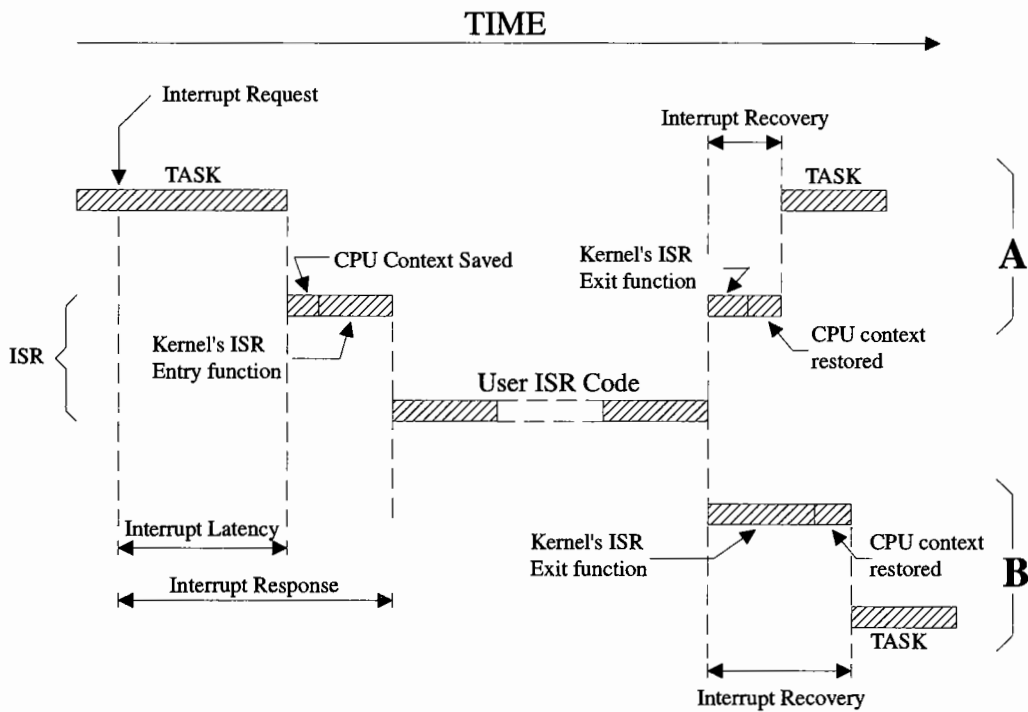 TIME
Interrupt Request
Interrupt Recovery
TASK
TASK
CPU Context Saved
Kernel's ISR
Exit function
A
ISR
Kernel's ISR
Entry function
CPU context
restored
User ISR Code
Interrupt Latency
Kernel's ISR
Exit function
CPU context
restored
B
Interrupt Response
TASK
Interrupt Recovery